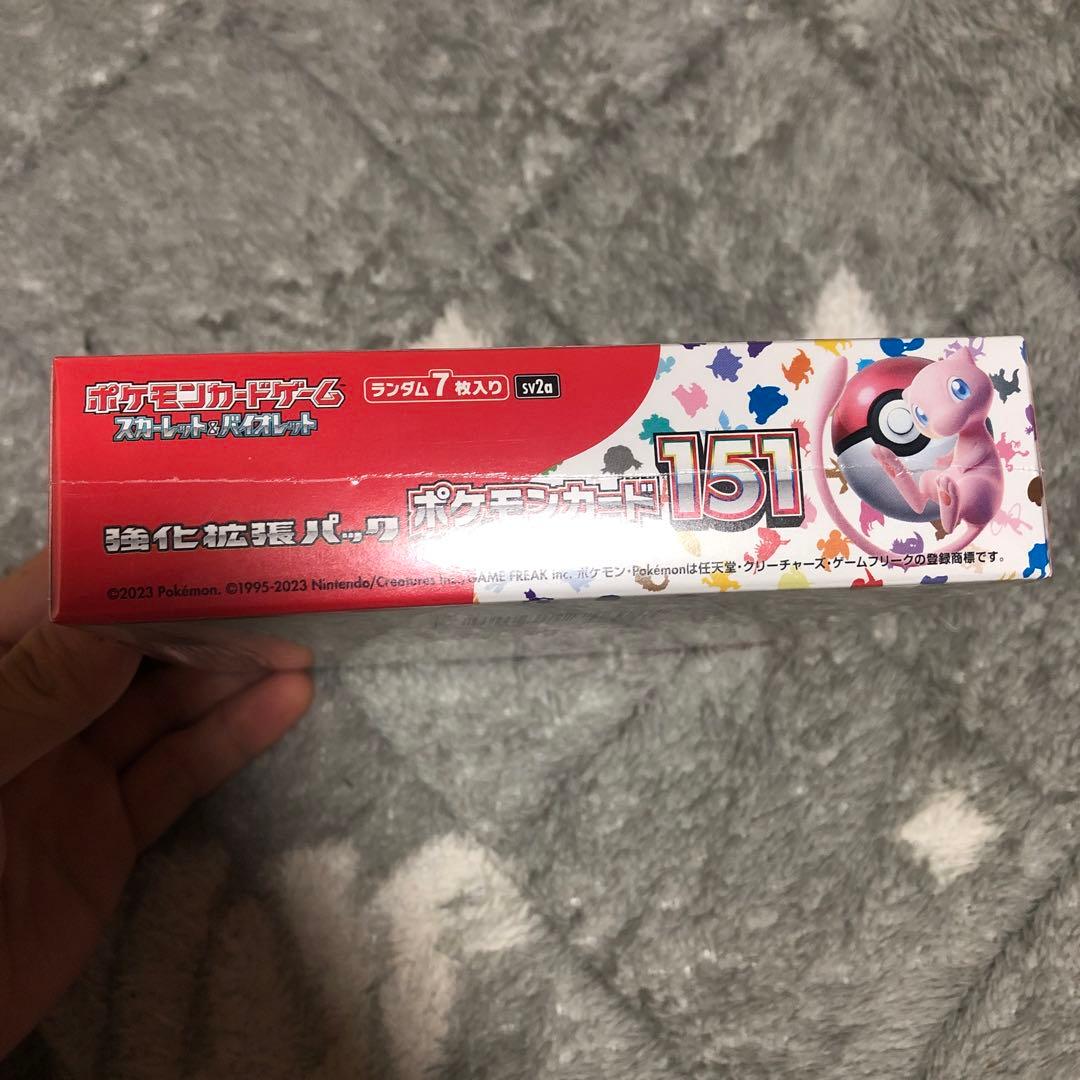 ポケモンカードゲーム
スカーレット&バイオレット
ランダム7枚入り sv2a
強化拡張パック ポケモンカード151
©2023 Pokémon. ©1995-2023 Nintendo/Creatures Inc./GAME FREAK inc. ポケモン・Pokémonは任天堂・クリーチャーズ・ゲームフリークの登録商標です。